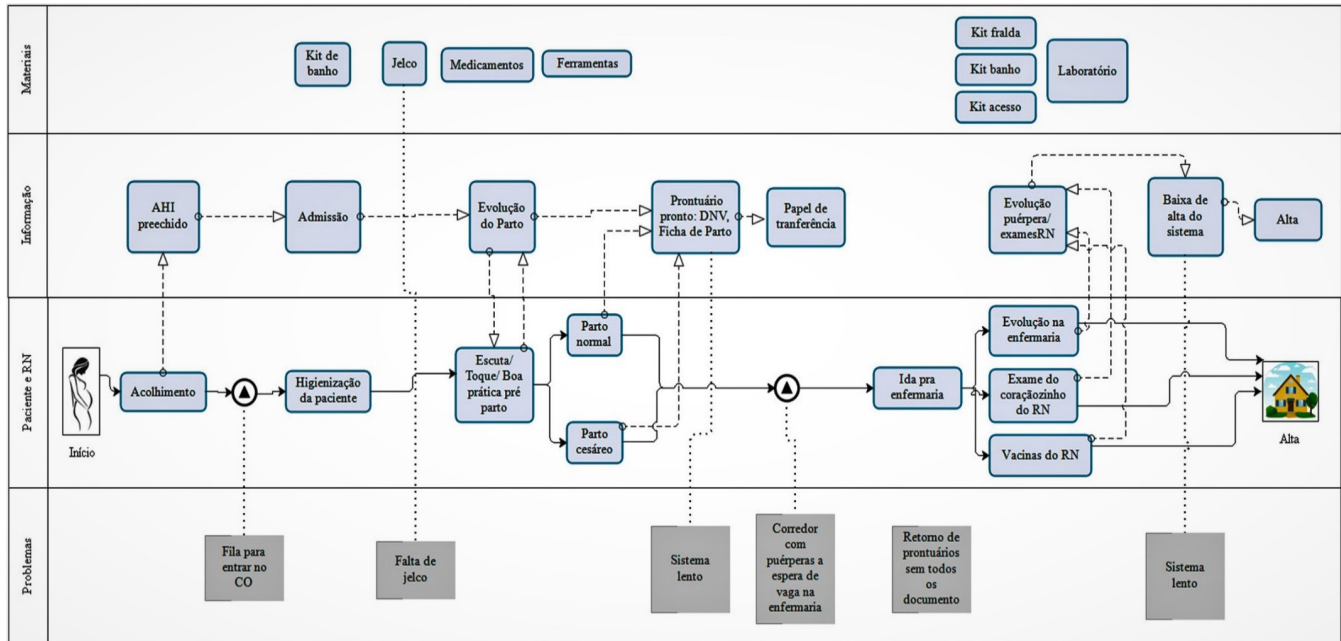 Materiais
Kit de
banho
Jelco
Medicamentos
Ferramentas
Kit fralda
Kit banho
Kit acesso
Laboratório
Informação
AHI
preechido
Admissão
Evolução
do Parto
Prontuário
pronto: DNV,
Ficha de Parto
Papel de
tranferência
Evolução
puérpera/
examesRN
Baixa de
alta do
sistema
Alta
Paciente e RN
Início
Acolhimento
Higienização
da paciente
Escuta/
Toque/ Boa
prática pré
parto
Parto
normal
Parto
cesáreo
Ida pra
enfermaria
Evolução na
enfermaria
Exame do
coraçãozinho
do RN
Vacinas do RN
Alta
Problemas
Fila para
entrar no
CO
Falta de
jelco
Sistema
lento
Corredor
com
puérperas a
espera de
vaga na
enfermaria
Retorno de
prontuários
sem todos
os
documento
Sistema
lento